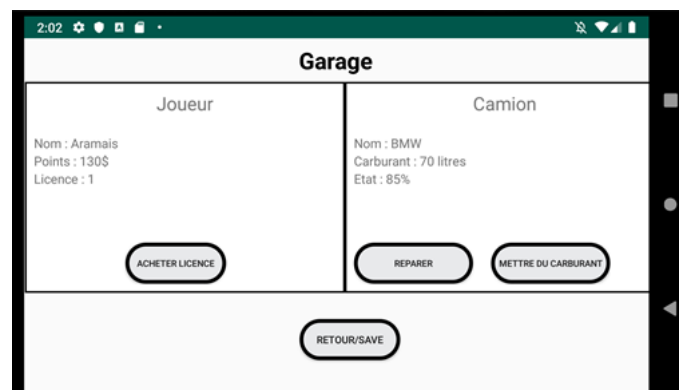 2:02
Garage
Joueur
Nom : Aramais
Points : 130$
Licence : 1
ACHETER LICENCE
Camion
Nom : BMW
Carburant : 70 litres
Etat : 85%
REPARER
METTRE DU CARBURANT
RETOUR/SAVE